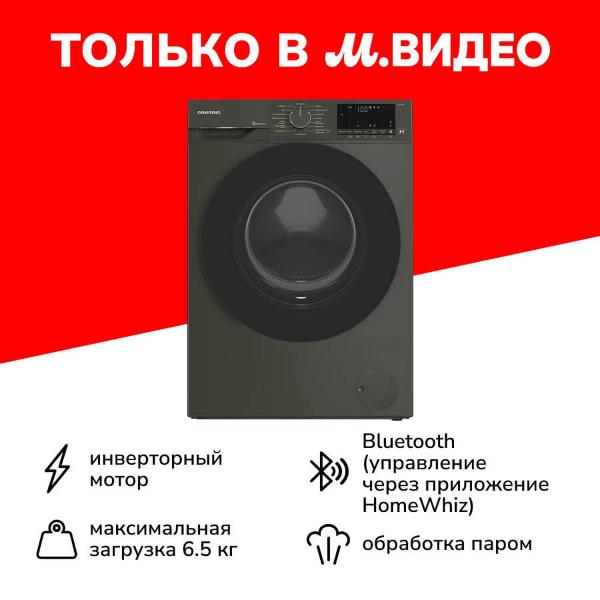 ТОЛЬКО В М.ВИДЕО
GRUNDIG
инверторный
мотор
Bluetooth
(управление
через приложение
HomeWhiz)
максимальная
загрузка 6.5 кг
обработка паром